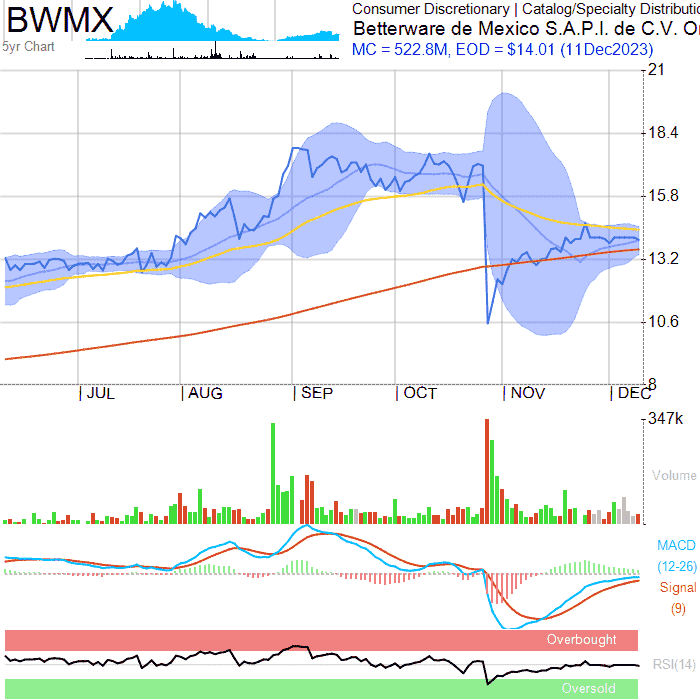 BWMX
5yr Chart
Consumer Discretionary | Catalog/Specialty Distributio
Betterware de Mexico S.A.P.I. de C.V. Or
MC = 522.8M, EOD = $14.01 (11Dec2023)
21
18.4
15.8
13.2
10.6
8
JUL
AUG
SEP
OCT
NOV
DEC
347k
Volume
MACD
(12-26)
Signal
(9)
Overbought
RSI(14)
Oversold